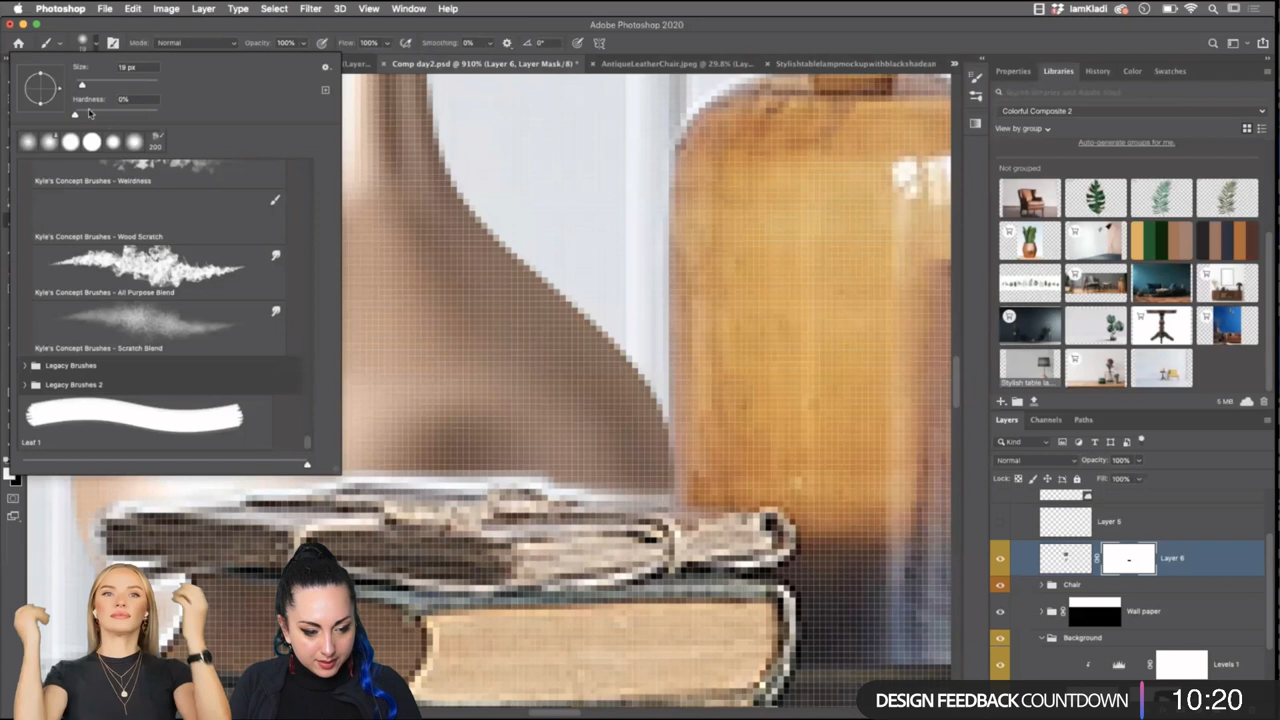 Photoshop File Edit Image Layer Type Select Filter 3D View Window Help
IamKladi
Adobe Photoshop 2020
Mode: Normal Opacity: 100% Flow: 100% Smoothing: 0% 0°
Comp day2.psd @ 910% (Layer 6, Layer Mask/8) *
AntiqueLeatherChair.jpeg @ 29.8% (Lay...
Stylishtablelampmockupwithblackshadean
Size: 19 px
Hardness: 0%
200
Kyle's Concept Brushes - Weirdness
Kyle's Concept Brushes - Wood Scratch
Kyle's Concept Brushes - All Purpose Blend
Kyle's Concept Brushes - Scratch Blend
Legacy Brushes
Legacy Brushes 2
Leaf 1
Properties Libraries History Color Swatches
Colorful Composite 2
View by group
Auto-generate groups for me.
Not grouped
Stylish table la...
5 MB
Layers Channels Paths
Kind
Normal Opacity: 100%
Lock: Fill: 100%
Layer 5
Layer 6
Chair
Wall paper
Background
Levels 1
DESIGN FEEDBACK COUNTDOWN 10:20